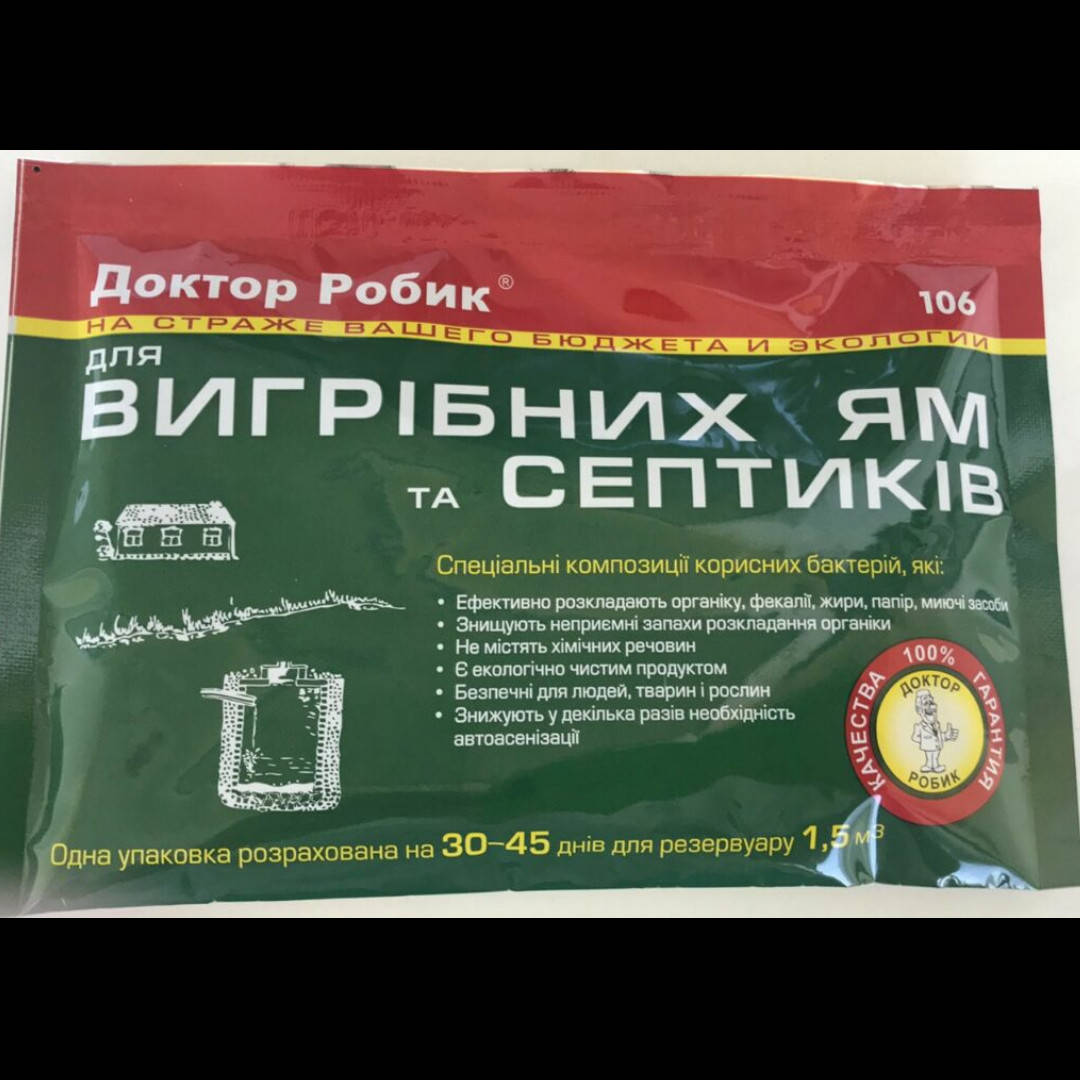 Доктор Робик®
106
НА СТРАЖЕ ВАШЕГО БЮДЖЕТА И ЭКОЛОГИИ
ДЛЯ
ВИГРІБНИХ ЯМ
ТА СЕПТИКІВ
Спеціальні композиції корисних бактерій, які:
• Ефективно розкладають органіку, фекалії, жири, папір, миючі засоби
• Знищують неприємні запахи розкладання органіки
• Не містять хімічних речовин
• Є екологічно чистим продуктом
• Безпечні для людей, тварин і рослин
• Знижують у декілька разів необхідність
автоасенізації
100%
ГАРАНТИЯ
КАЧЕСТВА
ДОКТОР
РОБИК
Одна упаковка розрахована на 30–45 днів для резервуару 1,5 м³